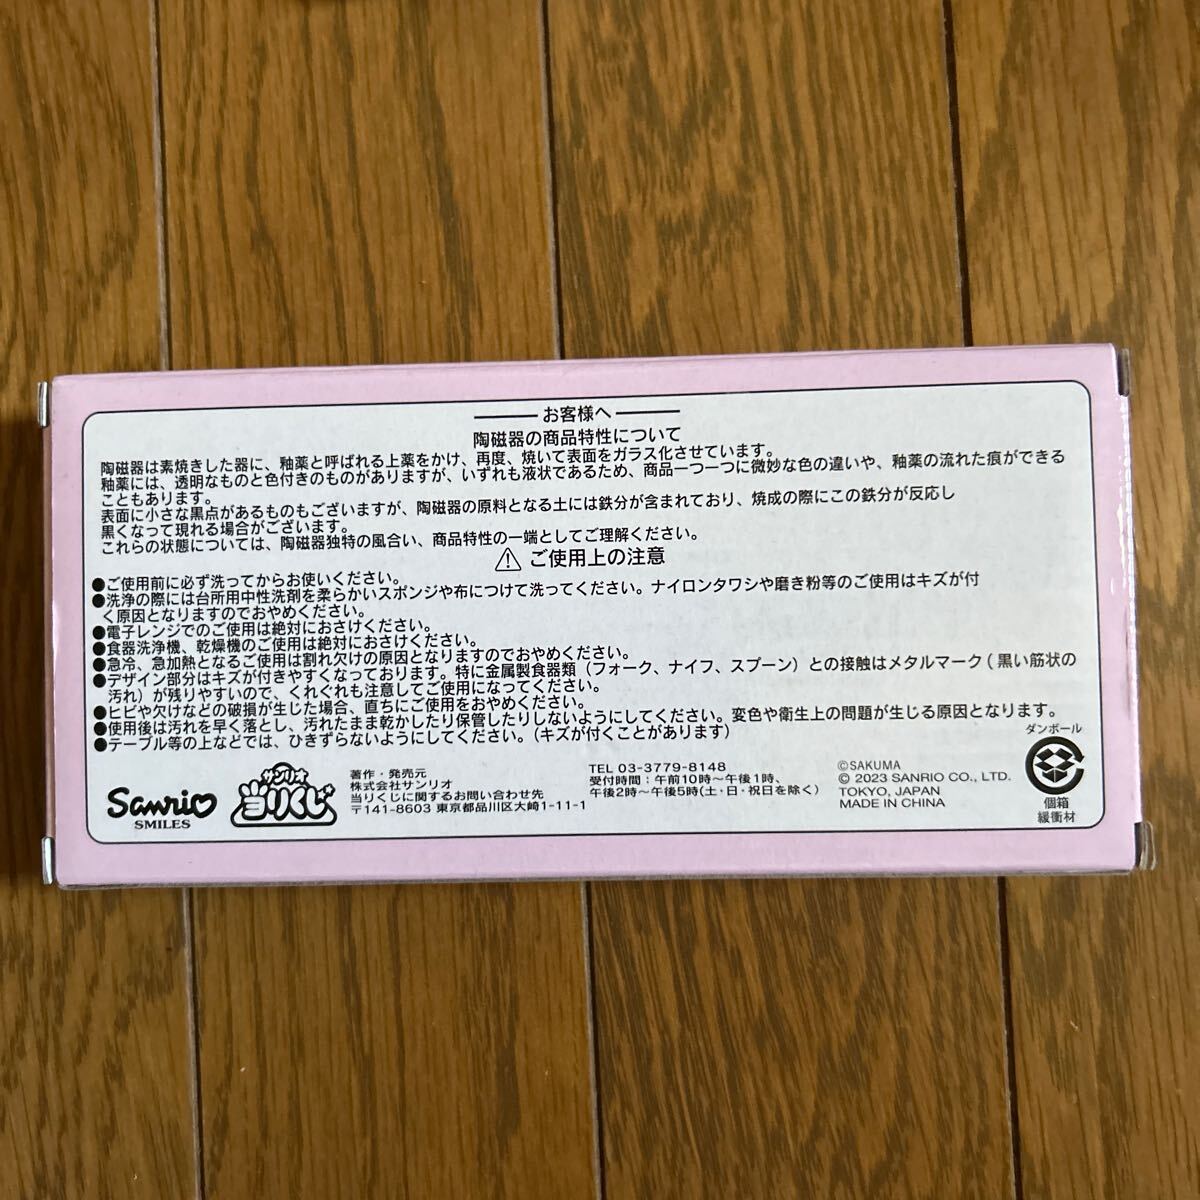 お客様へ
陶磁器の商品特性について
陶磁器は素焼きした器に、釉薬と呼ばれる上薬をかけ、再度、焼いて表面をガラス化させています。
釉薬には、透明なものと色付きのものがありますが、いずれも液状であるため、商品一つ一つに微妙な色の違いや、釉薬の流れた痕ができる
こともあります。
表面に小さな黒点があるものもございますが、陶磁器の原料となる土には鉄分が含まれており、焼成の際にこの鉄分が反応し
黒くなって現れる場合がございます。
これらの状態については、陶磁器独特の風合い、商品特性の一端としてご理解ください。
⚠ ご使用上の注意
●ご使用前に必ず洗ってからお使いください。
●洗浄の際には台所用中性洗剤を柔らかいスポンジや布につけて洗ってください。ナイロンタワシや磨き粉等のご使用はキズが付
く原因となりますのでおやめください。
●電子レンジでのご使用は絶対におさけください。
●食器洗浄機、乾燥機のご使用は絶対におさけください。
●急冷、急加熱となるご使用は割れ欠けの原因となりますのでおやめください。
●デザイン部分はキズが付きやすくなっております。特に金属製食器類（フォーク、ナイフ、スプーン）との接触はメタルマーク(黒い筋状の
汚れ）が残りやすいので、くれぐれも注意してご使用になってください。
●ヒビや欠けなどの破損が生じた場合、直ちにご使用をおやめください。
●使用後は汚れを早く落とし、汚れたまま乾かしたり保管したりしないようにしてください。変色や衛生上の問題が生じる原因となります。
●テーブル等の上などでは、ひきずらないようにしてください。（キズが付くことがあります）
Sanrio
SMILES
サンリオ
当りくじ
著作・発売元
株式会社サンリオ
当りくじに関するお問い合わせ先
〒141-8603 東京都品川区大崎1-11-1
TEL 03-3779-8148
受付時間：午前10時〜午後1時、
午後2時〜午後5時(土・日・祝日を除く)
©SAKUMA
© 2023 SANRIO CO., LTD.
TOKYO, JAPAN
MADE IN CHINA
ダンボール
個箱
緩衝材